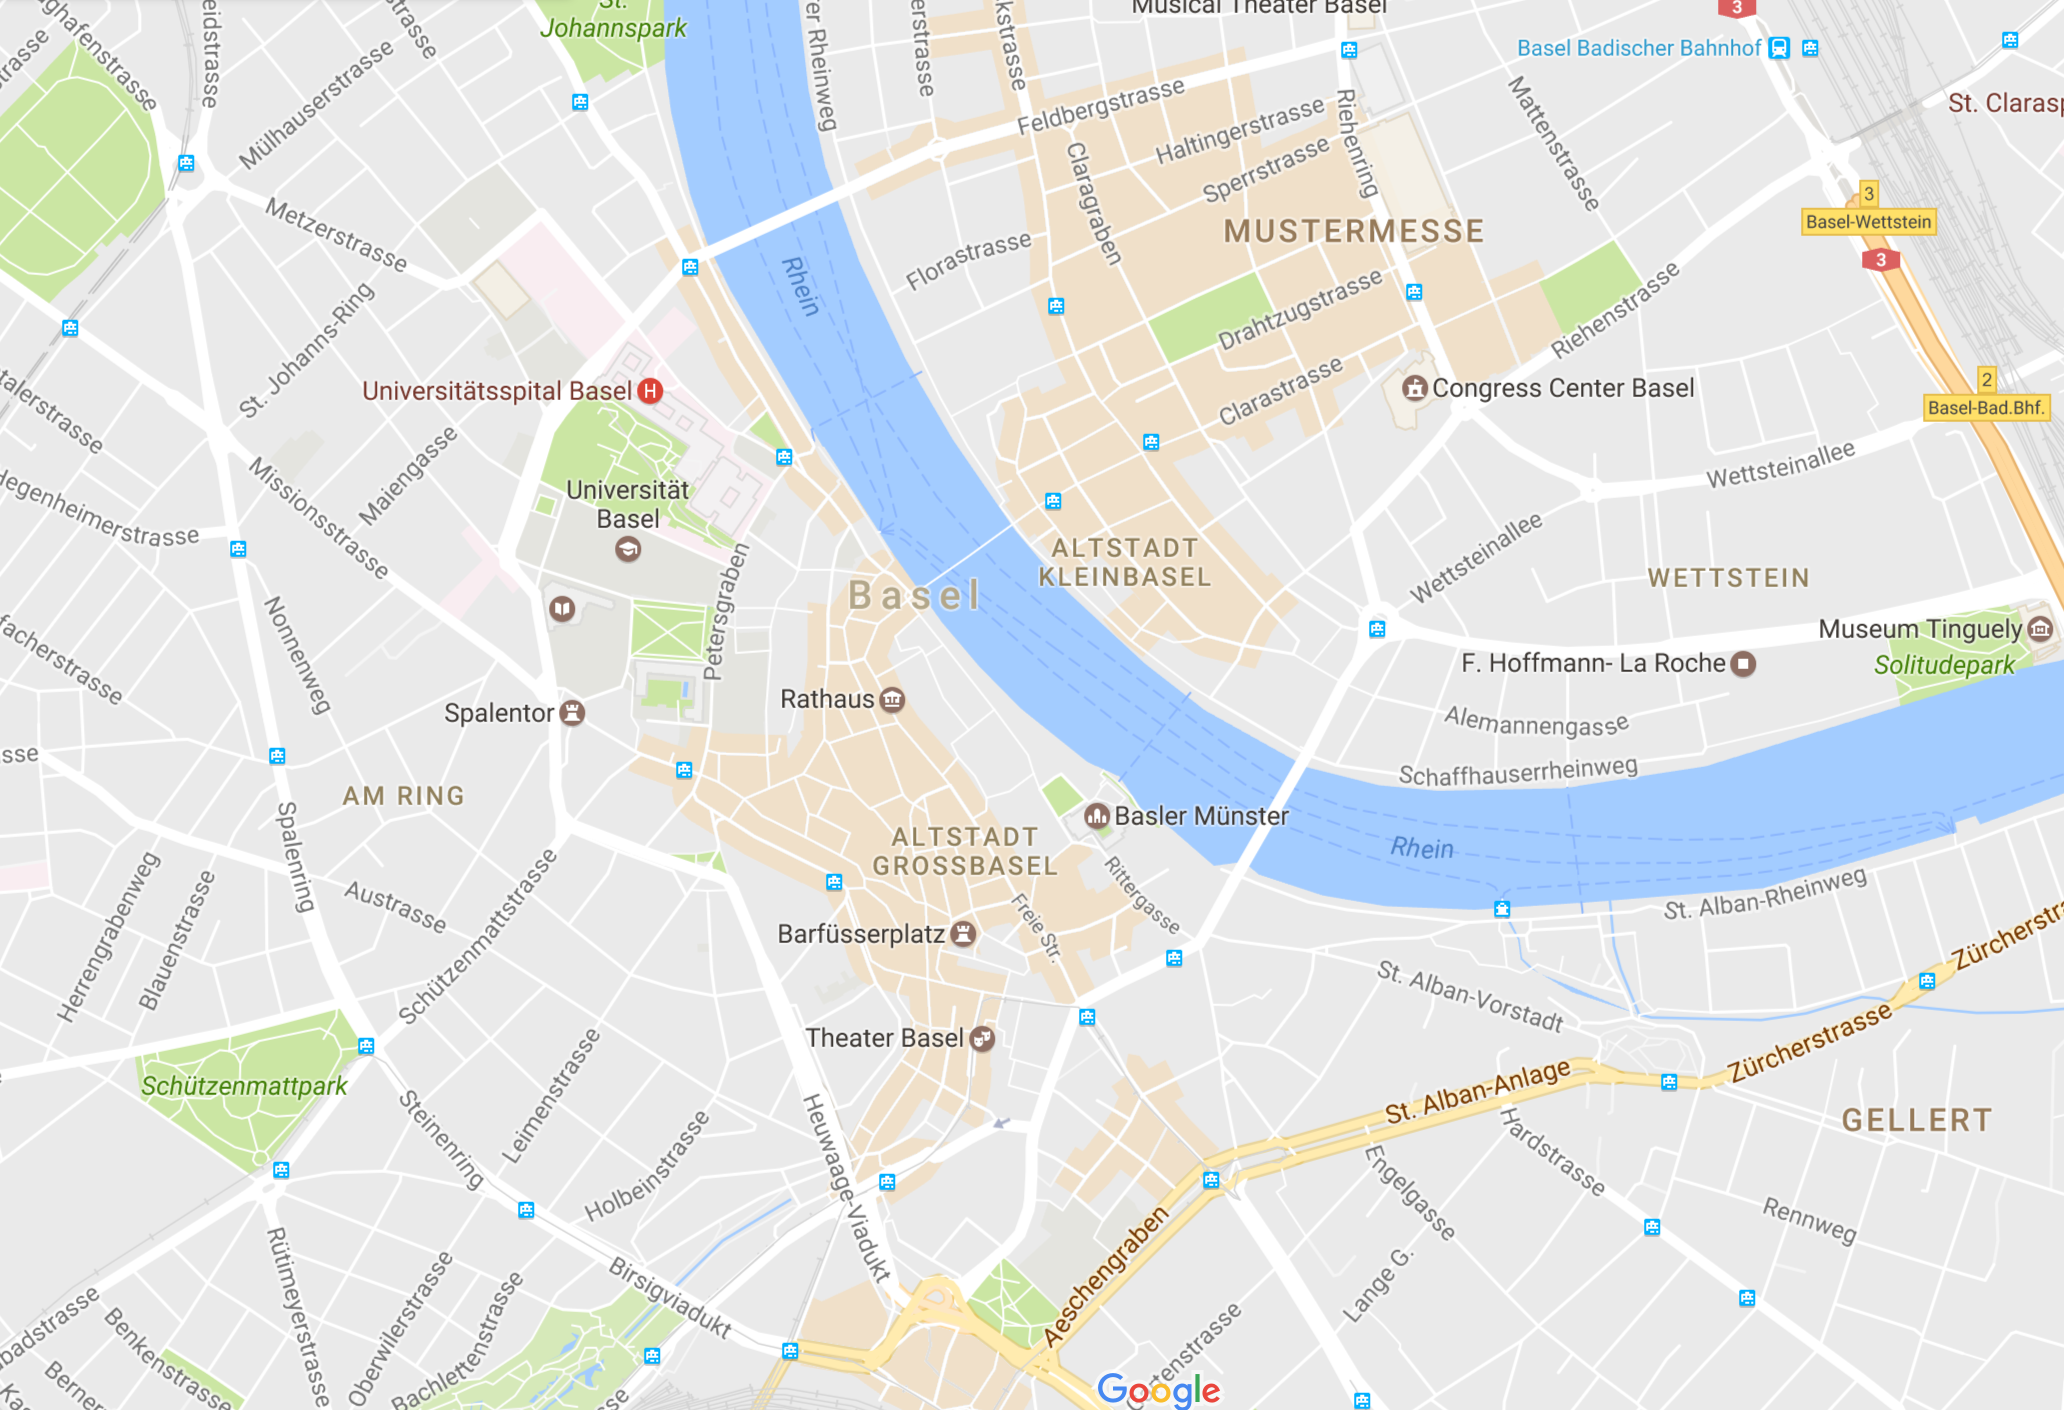 St.
Johannspark
Musical Theater Basel
3
Basel Badischer Bahnhof
St. Claras
Mülhauserstrasse
Feldbergstrasse
Haltingerstrasse
Sperrstrasse
Riehenring
Mattenstrasse
Claragraben
Metzerstrasse
MUSTERMESSE
3
Basel-Wettstein
3
Florastrasse
Rhein
St. Johanns-Ring
Drahtzugstrasse
Riehenstrasse
Universitätsspital Basel
H
Clarastrasse
Congress Center Basel
2
Basel-Bad.Bhf.
Maiengasse
Missionsstrasse
Wettsteinallee
Hegenheimerstrasse
Universität
Basel
Petersgraben
ALTSTADT
KLEINBASEL
Wettsteinallee
WETTSTEIN
Basel
Nonnenweg
Museum Tinguely
Solitudepark
F. Hoffmann- La Roche
Rathaus
Spalentor
Alemannengasse
Schaffhauserrheinweg
AM RING
Spalenring
Basler Münster
ALTSTADT
GROSSBASEL
Rhein
Rittergasse
Freie Str.
St. Alban-Rheinweg
Austrasse
Herrengrabenweg
Blauenstrasse
Schützenmattstrasse
Barfüsserplatz
St. Alban-Vorstadt
Zürcherstra
Zürcherstrasse
Theater Basel
Schützenmattpark
St. Alban-Anlage
GELLERT
Steinenring
Leimenstrasse
Holbeinstrasse
Heuwaage-Viadukt
Hardstrasse
Engelgasse
Rennweg
Aeschengraben
Lange G.
Birsigviadukt
Rütimeyerstrasse
Oberwilerstrasse
Bachlettenstrasse
Benkenstrasse
Google